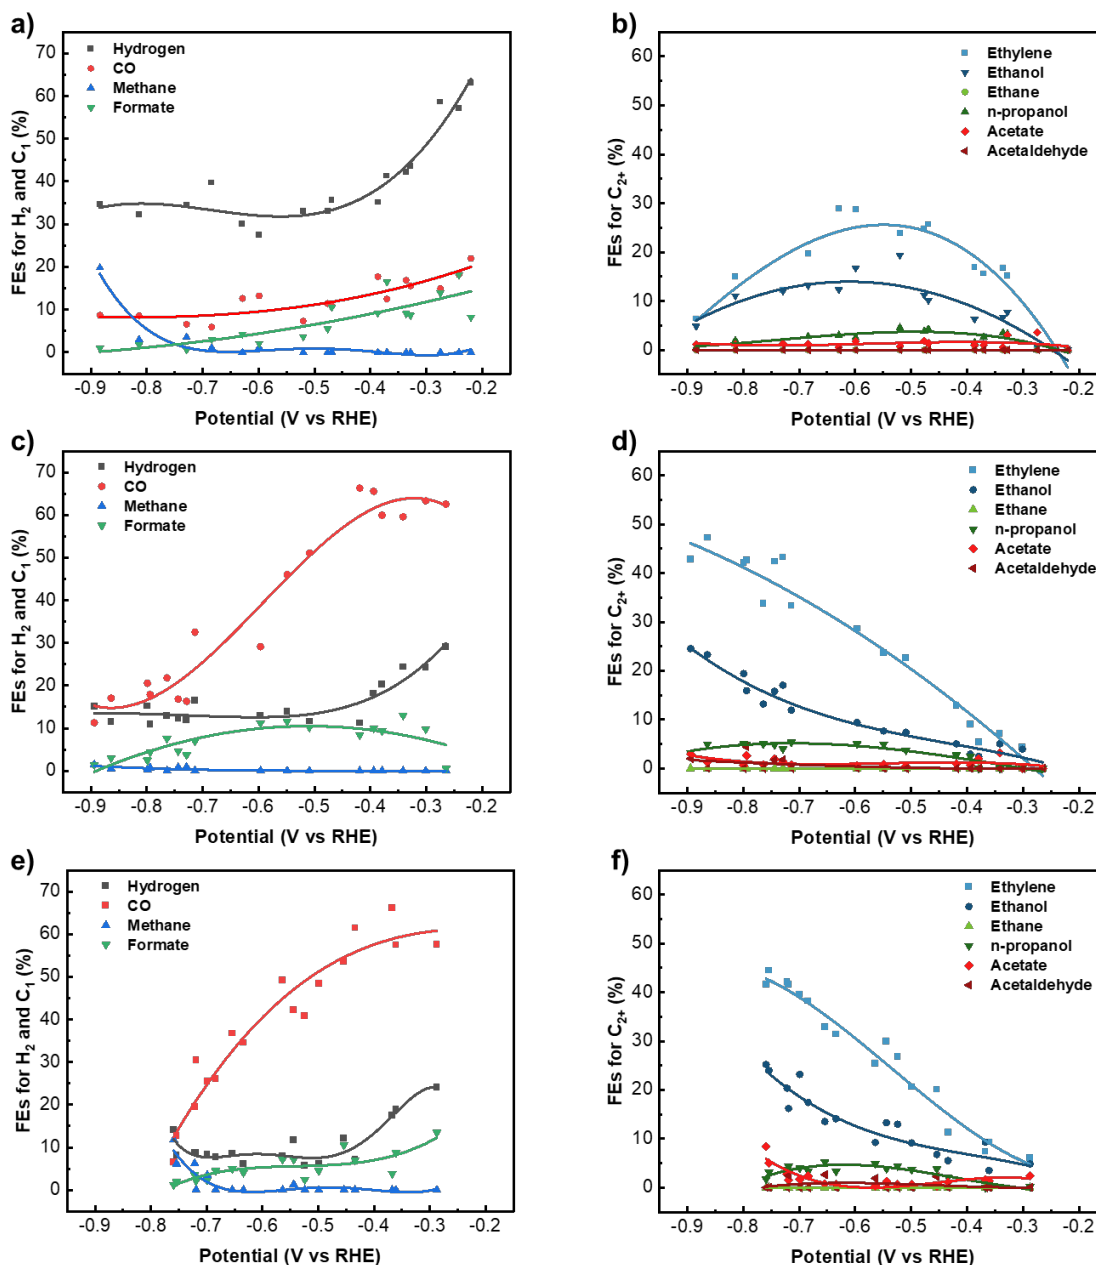 a)
Hydrogen
CO
Methane
Formate
FEs for H2 and C1 (%)
70
60
50
40
30
20
10
0
-0.9 -0.8 -0.7 -0.6 -0.5 -0.4 -0.3 -0.2
Potential (V vs RHE)
b)
Ethylene
Ethanol
Ethane
n-propanol
Acetate
Acetaldehyde
FEs for C2+ (%)
60
50
40
30
20
10
0
-0.9 -0.8 -0.7 -0.6 -0.5 -0.4 -0.3 -0.2
Potential (V vs RHE)
c)
Hydrogen
CO
Methane
Formate
FEs for H2 and C1 (%)
70
60
50
40
30
20
10
0
-0.9 -0.8 -0.7 -0.6 -0.5 -0.4 -0.3 -0.2
Potential (V vs RHE)
d)
Ethylene
Ethanol
Ethane
n-propanol
Acetate
Acetaldehyde
FEs for C2+ (%)
60
50
40
30
20
10
0
-0.9 -0.8 -0.7 -0.6 -0.5 -0.4 -0.3 -0.2
Potential (V vs RHE)
e)
Hydrogen
CO
Methane
Formate
FEs for H2 and C1 (%)
70
60
50
40
30
20
10
0
-0.9 -0.8 -0.7 -0.6 -0.5 -0.4 -0.3 -0.2
Potential (V vs RHE)
f)
Ethylene
Ethanol
Ethane
n-propanol
Acetate
Acetaldehyde
FEs for C2+ (%)
60
50
40
30
20
10
0
-0.9 -0.8 -0.7 -0.6 -0.5 -0.4 -0.3 -0.2
Potential (V vs RHE)